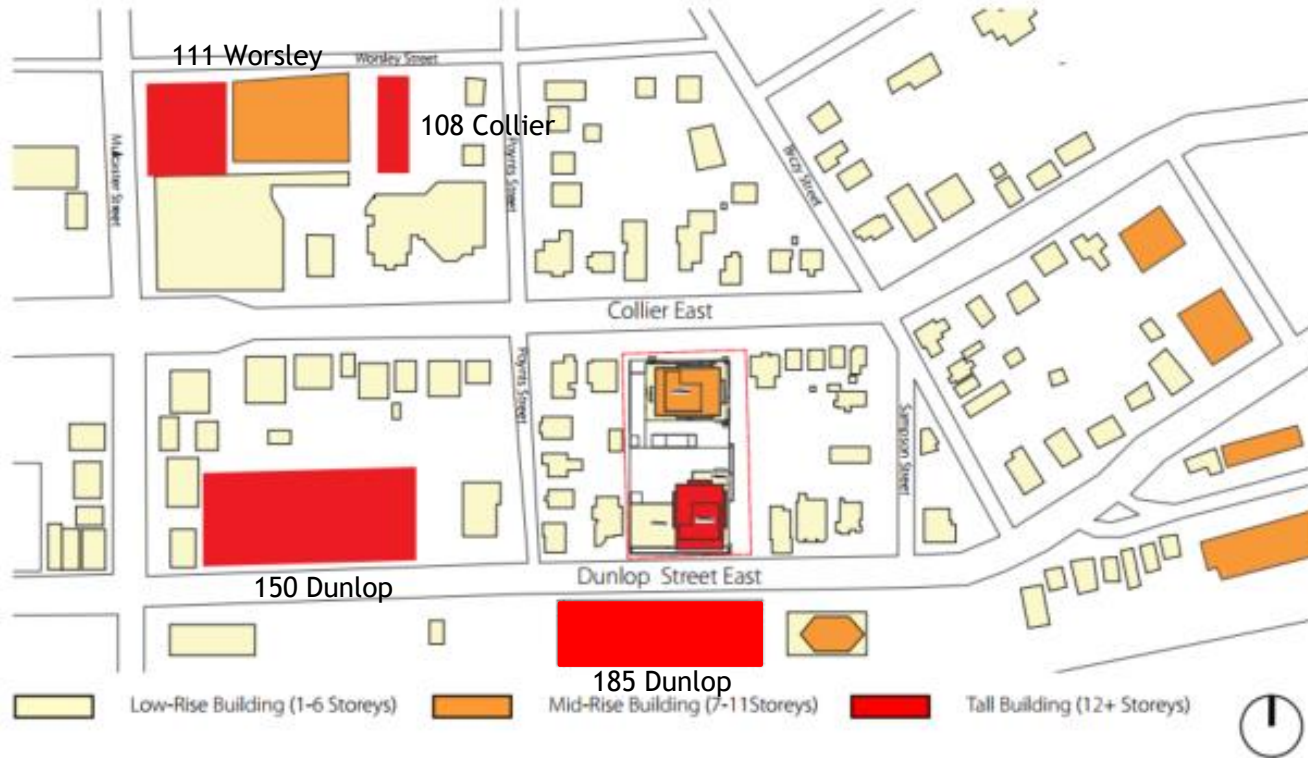 111 Worsley
Worsley Street
108 Collier
Mulcaster Street
Poyntz Street
Brczy Street
Collier East
Poyntz Street
Sampson Street
Dunlop Street East
150 Dunlop
185 Dunlop
Low-Rise Building (1-6 Storeys)
Mid-Rise Building (7-11Storeys)
Tall Building (12+ Storeys)